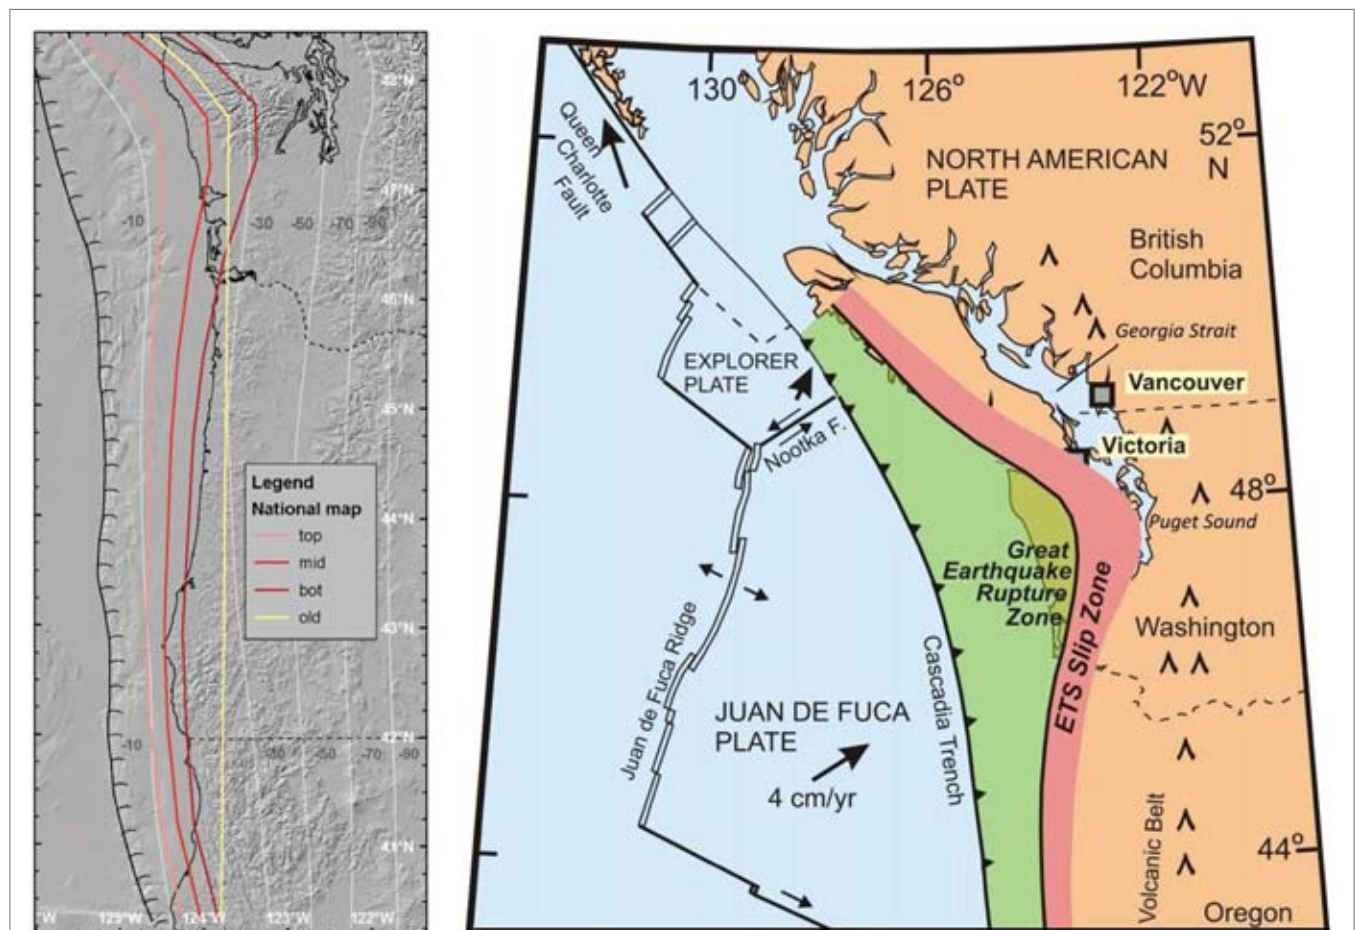 48°N
47°N
-10
-30
-50
-70
-90
46°N
45°N
Legend
National map
top
mid
bot
old
44°N
43°N
42°N
-10
-30
-50
-70
-90
41°N
°W
125°W
124°W
123°W
122°W
130°
126°
122°W
52°
N
Queen
Charlotte
Fault
NORTH AMERICAN
PLATE
British
Columbia
Georgia Strait
EXPLORER
PLATE
Vancouver
Nootka F.
Victoria
48°
Puget Sound
Great
Earthquake
Rupture
Zone
ETS Slip Zone
Washington
Juan de Fuca Ridge
Cascadia Trench
JUAN DE FUCA
PLATE
4 cm/yr
Volcanic Belt
44°
Oregon